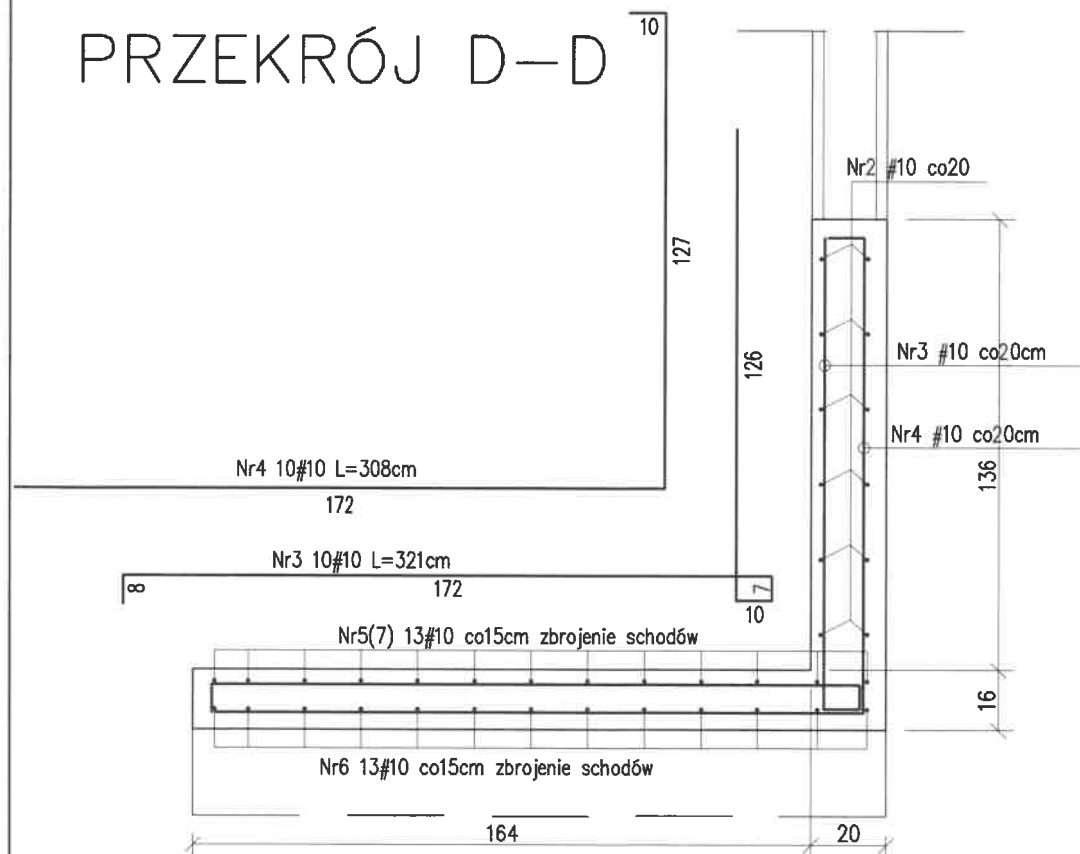 PRZEKRÓJ D-D
10
127
126
Nr2 #10 co20
Nr3 #10 co20cm
Nr4 #10 co20cm
136
Nr4 10#10 L=308cm
172
Nr3 10#10 L=321cm
8
172
7
10
Nr5(7) 13#10 co15cm zbrojenie schodów
16
Nr6 13#10 co15cm zbrojenie schodów
164
20